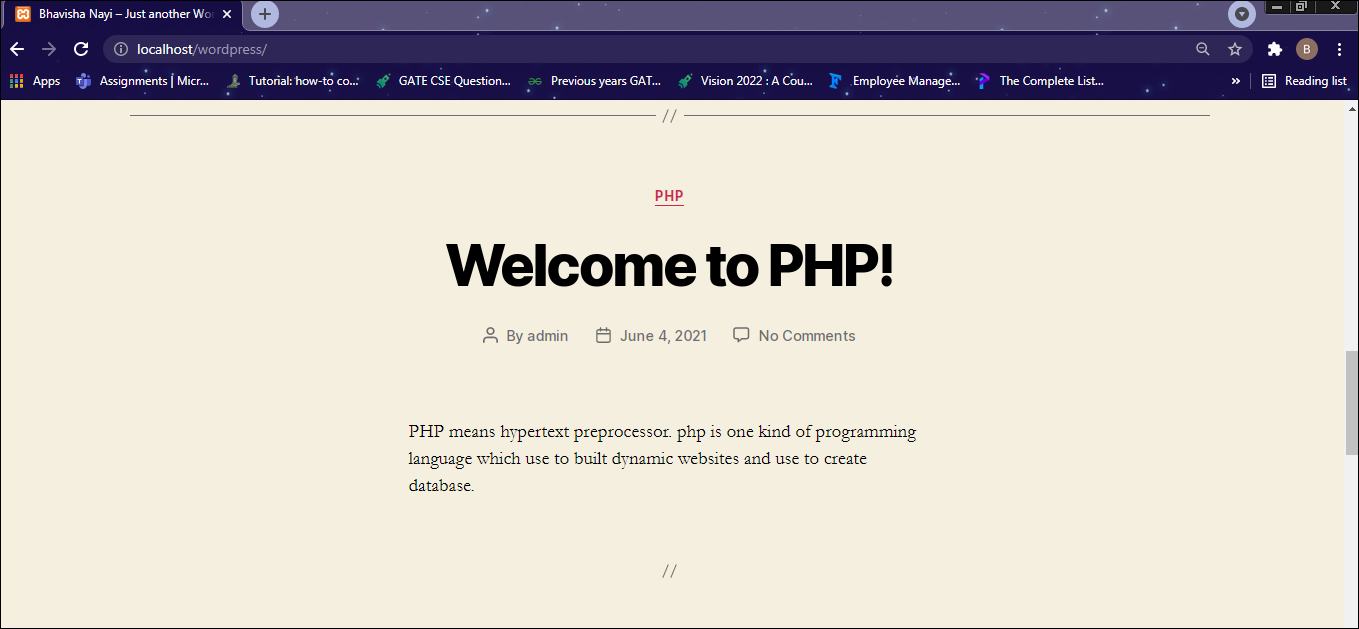 Bhavisha Nayi – Just another Wo
localhost/wordpress/
B
Apps
Assignments | Micr...
Tutorial: how-to co...
GATE CSE Question...
Previous years GAT...
Vision 2022 : A Cou...
Employee Manage...
The Complete List...
»
Reading list
//
PHP
Welcome to PHP!
By admin June 4, 2021 No Comments
PHP means hypertext preprocessor. php is one kind of programming
language which use to built dynamic websites and use to create
database.
//